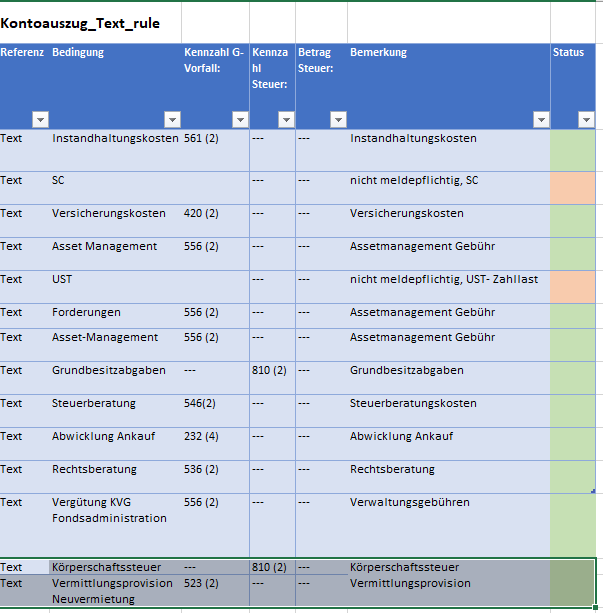 Kontoauszug_Text_rule
Referenz Bedingung Kennzahl G- Kennza Betrag Bemerkung Status
Vorfall: hl Steuer:
Steuer:
Text Instandhaltungskosten 561 (2) --- --- Instandhaltungskosten
Text SC --- --- nicht meldepflichtig, SC
Text Versicherungskosten 420 (2) --- --- Versicherungskosten
Text Asset Management 556 (2) --- --- Assetmanagement Gebühr
Text UST --- --- nicht meldepflichtig, UST- Zahllast
Text Forderungen 556 (2) --- --- Assetmanagement Gebühr
Text Asset-Management 556 (2) --- --- Assetmanagement Gebühr
Text Grundbesitzabgaben --- 810 (2) --- Grundbesitzabgaben
Text Steuerberatung 546(2) --- --- Steuerberatungskosten
Text Abwicklung Ankauf 232 (4) --- --- Abwicklung Ankauf
Text Rechtsberatung 536 (2) --- --- Rechtsberatung
Text Vergütung KVG 556 (2) --- --- Verwaltungsgebühren
Fondsadministration
Text Körperschaftssteuer --- 810 (2) --- Körperschaftssteuer
Text Vermittlungsprovision 523 (2) --- --- Vermittlungsprovision
Neuvermietung